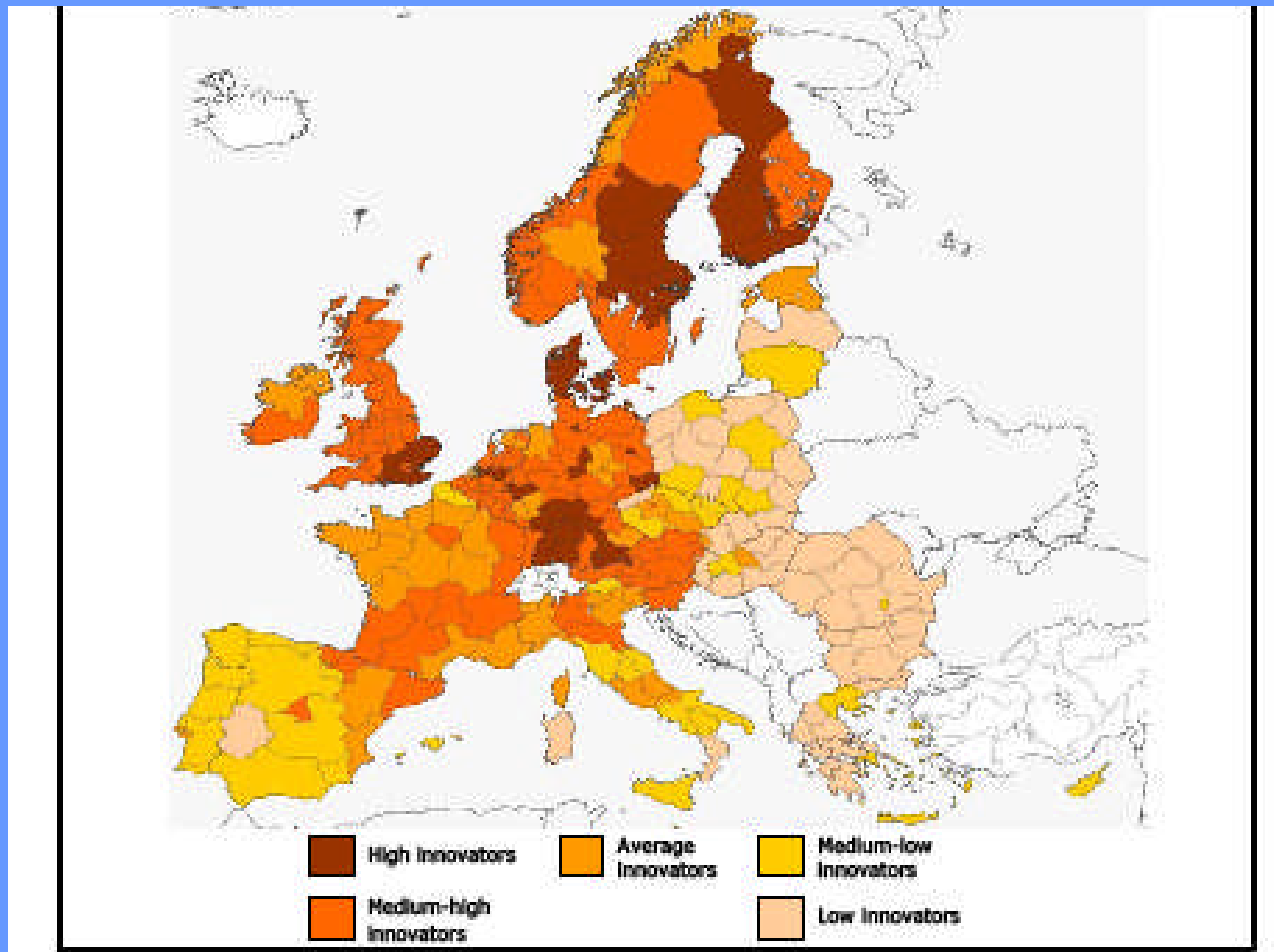 High Innovators
Average
Innovators
Medium-low
Innovators
Medium-high
Innovators
Low Innovators